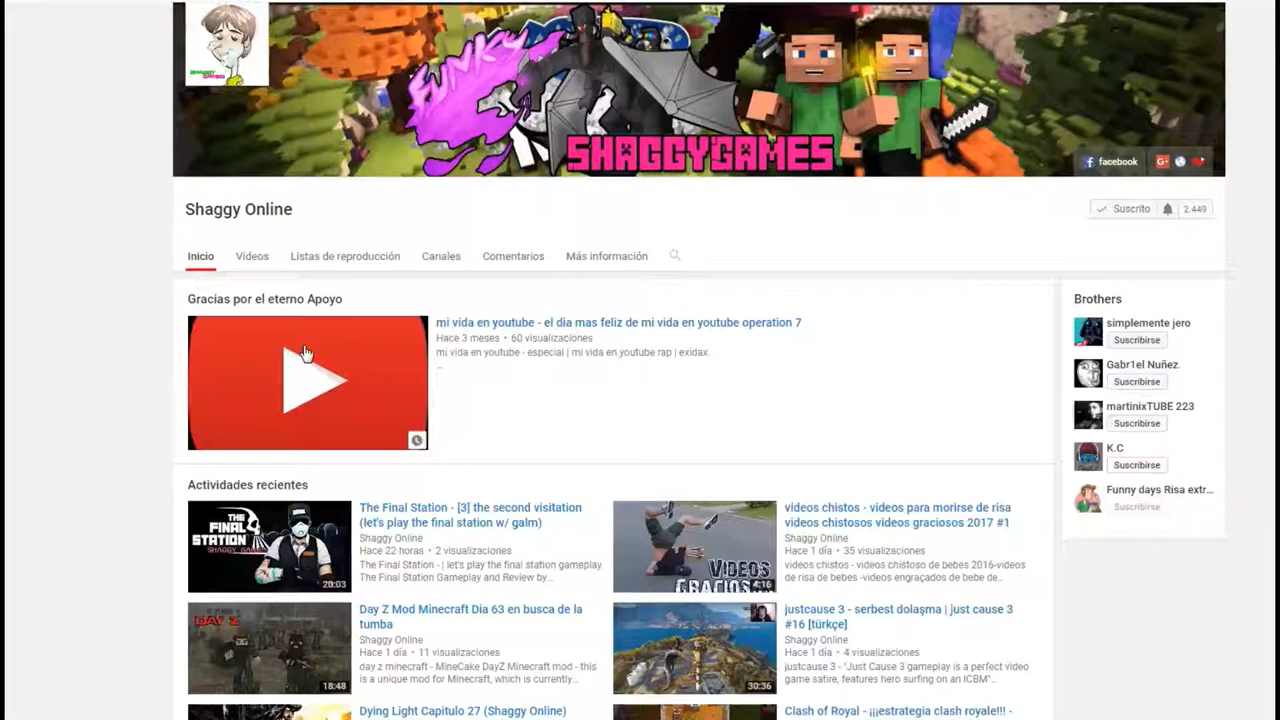 SHAGGYGAMES
facebook
Shaggy Online
Suscrito 2.449
Inicio Vídeos Listas de reproducción Canales Comentarios Más información
Gracias por el eterno Apoyo
mi vida en youtube - el dia mas feliz de mi vida en youtube operation 7
Hace 3 meses • 60 visualizaciones
mi vida en youtube - especial | mi vida en youtube rap | exidax.
...
Brothers
simplemente jero
Suscribirse
Gabr1el Nuñez
Suscribirse
martinixTUBE 223
Suscribirse
K.C
Suscribirse
Funny days Risa extr...
Suscribirse
Actividades recientes
THE FINAL STATION
20:03
The Final Station - [3] the second visitation
(let's play the final station w/ galm)
Shaggy Online
Hace 22 horas • 2 visualizaciones
The Final Station - | let's play the final station gameplay
The Final Station Gameplay and Review by...
VIDEOS
GRACIOSOS
4:16
videos chistos - videos para morirse de risa
videos chistosos videos graciosos 2017 #1
Shaggy Online
Hace 1 día • 35 visualizaciones
videos chistos - videos chistoso de bebes 2016-videos
de risa de bebes -videos engraçados de bebe de..
DAY Z
18:48
Day Z Mod Minecraft Dia 63 en busca de la
tumba
Shaggy Online
Hace 1 día • 11 visualizaciones
day z minecraft - MineCake DayZ Minecraft mod - this
is a unique mod for Minecraft, which is currently...
30:36
justcause 3 - serbest dolaşma | just cause 3
#16 [türkçe]
Shaggy Online
Hace 1 día • 4 visualizaciones
justcause 3 - "Just Cause 3 gameplay is a perfect video
game satire, features hero surfing on an ICBM"...
Dying Light Capitulo 27 (Shaggy Online)
Clash of Royal - ¡¡¡estrategia clash royale!!! -